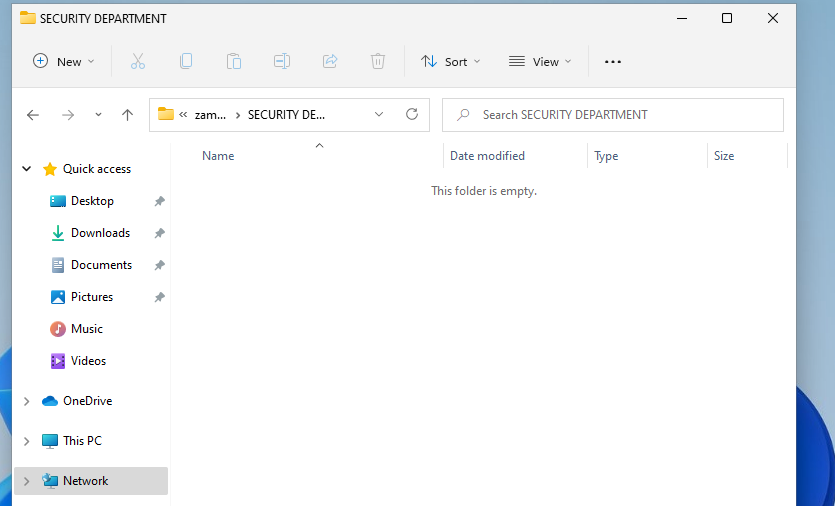 SECURITY DEPARTMENT
New
Sort
View
« zam... > SECURITY DE...
Search SECURITY DEPARTMENT
Name
Date modified
Type
Size
This folder is empty.
Quick access
Desktop
Downloads
Documents
Pictures
Music
Videos
OneDrive
This PC
Network